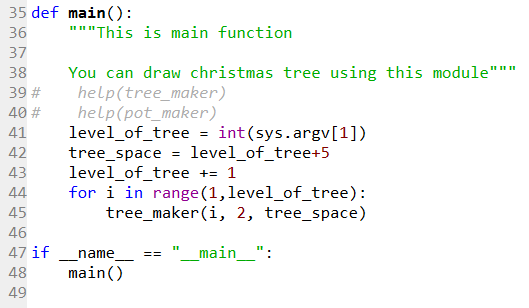 35 def main():
36     """This is main function
37
38     You can draw christmas tree using this module"""
39 #    help(tree_maker)
40 #    help(pot_maker)
41     level_of_tree = int(sys.argv[1])
42     tree_space = level_of_tree+5
43     level_of_tree += 1
44     for i in range(1,level_of_tree):
45         tree_maker(i, 2, tree_space)
46
47 if __name__ == "__main__":
48     main()
49